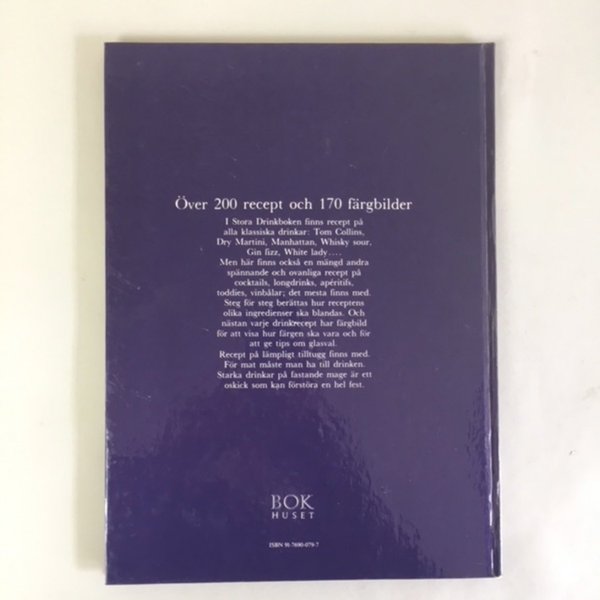 Över 200 recept och 170 färgbilder
I Stora Drinkboken finns recept på
alla klassiska drinkar: Tom Collins,
Dry Martini, Manhattan, Whisky sour,
Gin fizz, White lady....
Men här finns också en mängd andra
spännande och ovanliga recept på
cocktails, longdrinks, apéritifs,
toddies, vinbålar; det mesta finns med.
Steg för steg berättas hur receptens
olika ingredienser ska blandas. Och
nästan varje drinkrecept har färgbild
för att visa hur färgen ska vara och för
att ge tips om glasval.
Recept på lämpligt tilltugg finns med.
För mat måste man ha till drinken.
Starka drinkar på fastande mage är ett
oskick som kan förstöra en hel fest.
BOK
HUSET
ISBN 91-7690-079-7